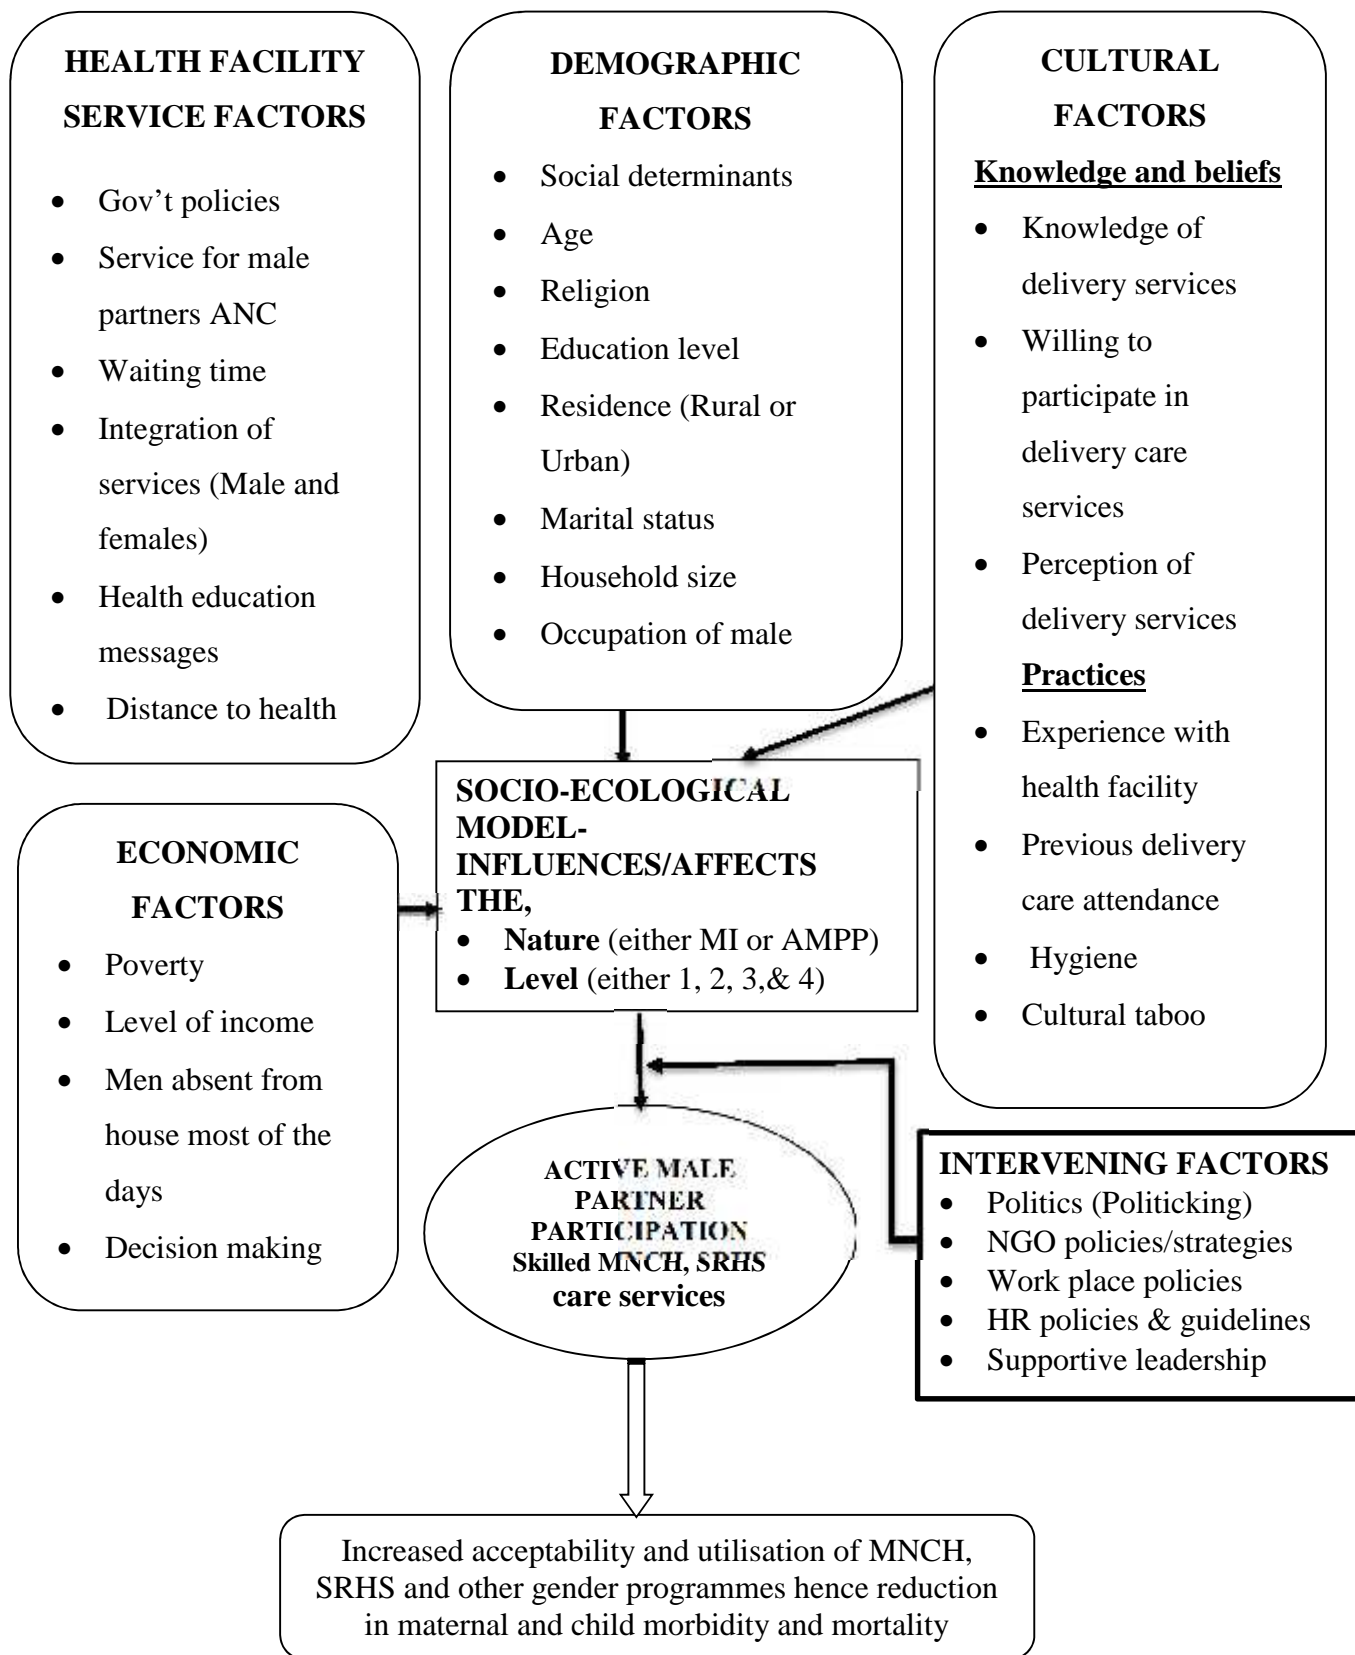 HEALTH FACILITY
SERVICE FACTORS
• Gov’t policies
• Service for male
partners ANC
• Waiting time
• Integration of
services (Male and
females)
• Health education
messages
• Distance to health
DEMOGRAPHIC
FACTORS
• Social determinants
• Age
• Religion
• Education level
• Residence (Rural or
Urban)
• Marital status
• Household size
• Occupation of male
CULTURAL
FACTORS
Knowledge and beliefs
• Knowledge of
delivery services
• Willing to
participate in
delivery care
services
• Perception of
delivery services
Practices
• Experience with
health facility
• Previous delivery
care attendance
• Hygiene
• Cultural taboo
ECONOMIC
FACTORS
• Poverty
• Level of income
• Men absent from
house most of the
days
• Decision making
SOCIO-ECOLOGICAL
MODEL-
INFLUENCES/AFFECTS
THE,
• Nature (either MI or AMPP)
• Level (either 1, 2, 3,& 4)
ACTIVE MALE
PARTNER
PARTICIPATION
Skilled MNCH, SRHS
care services
INTERVENING FACTORS
• Politics (Politicking)
• NGO policies/strategies
• Work place policies
• HR policies & guidelines
• Supportive leadership
Increased acceptability and utilisation of MNCH,
SRHS and other gender programmes hence reduction
in maternal and child morbidity and mortality